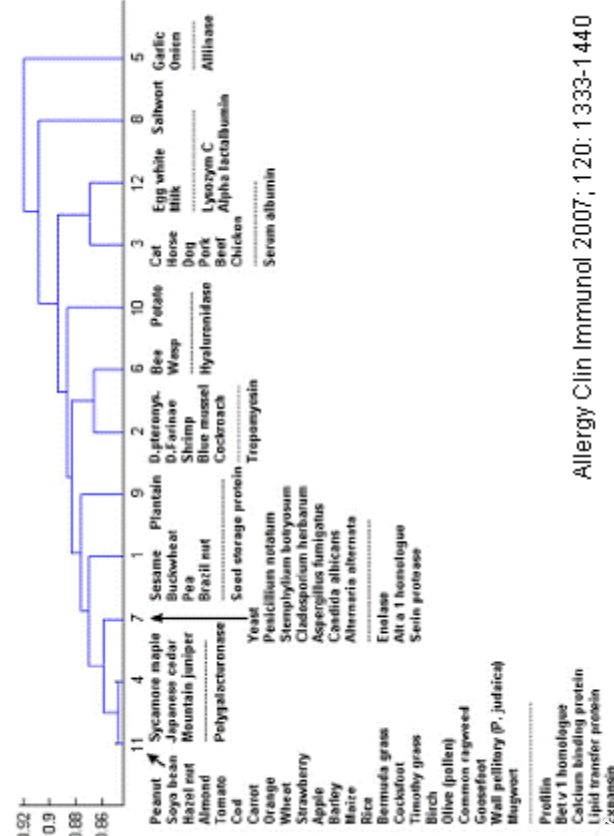 0.92
0.9
0.88
0.86
11
4
7
1
9
2
6
10
3
12
8
5
Peanut
Soya bean
Hazel nut
Almond
Tomato
Cod
Carrot
Orange
Wheat
Strawberry
Apple
Barley
Maize
Rice
Bermuda grass
Cocksfoot
Timothy grass
Birch
Olive (pollen)
Common ragweed
Goosefoot
Wall pellitory (P. judaica)
Mugwort
Profilin
Bet v 1 homologue
Calcium binding protein
Lipid transfer protein
Expansin
Sycamore maple
Japanese cedar
Mountain juniper
Polygalacturonase
Yeast
Penicillium notatum
Stemphylium botryosum
Cladosporium herbarum
Aspergillus fumigatus
Candida albicans
Alternaria alternata
Enolase
Alt a 1 homologue
Serin protease
Sesame
Buckwheat
Pea
Brazil nut
Seed storage protein
Plantain
D.pteronys.
D.Farinae
Shrimp
Blue mussel
Cockroach
Tropomyosin
Bee
Wasp
Hyaluronidase
Potato
Cat
Horse
Dog
Pork
Beef
Chicken
Serum albumin
Egg white
Milk
Lysozym C
Alpha lactalbumin
Saltwort
Garlic
Onion
Alliinase
Allergy Clin Immunol 2007; 120: 1333-1440